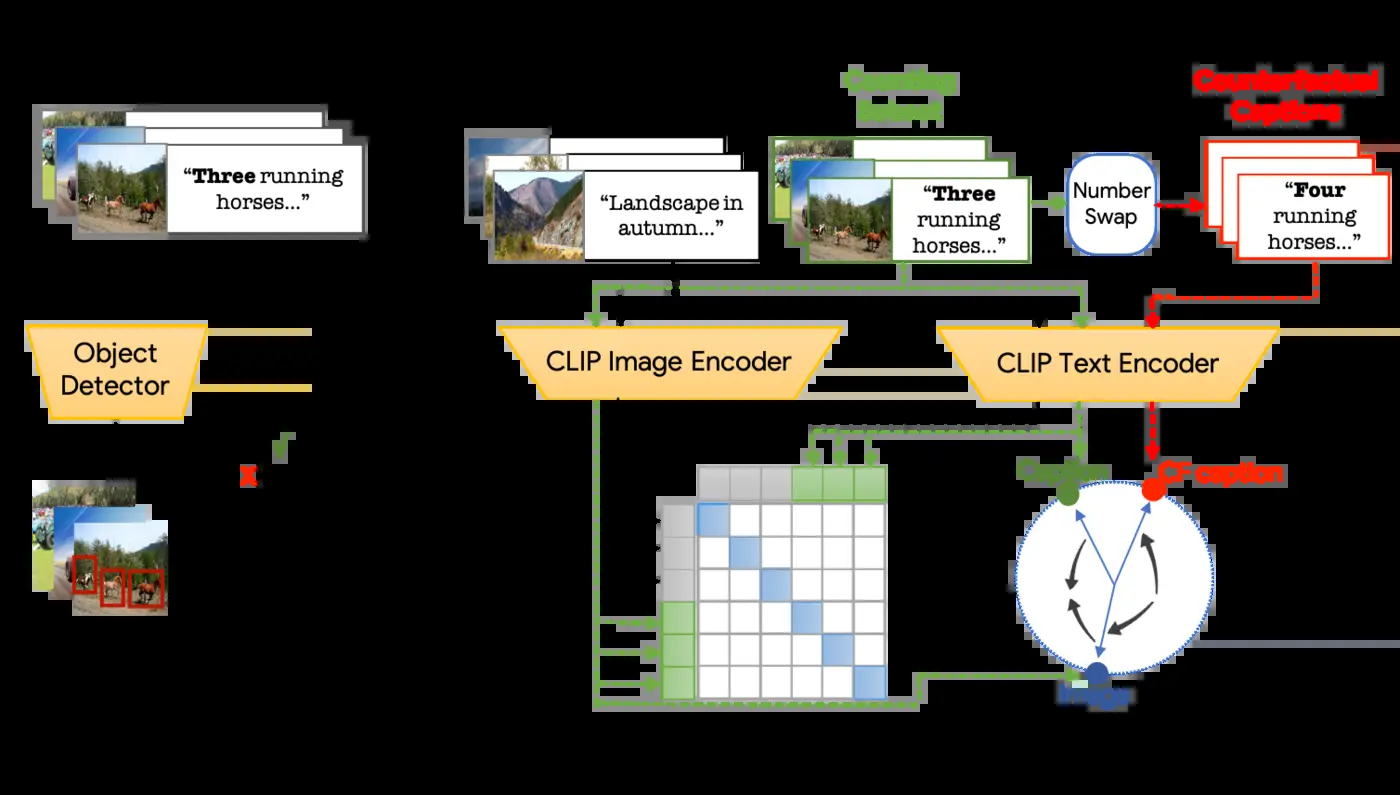 Counting
Subset
Counterfactual
Captions
“Three running
horses...”
“Landscape in
autumn...”
“Three
running
horses...”
Number
Swap
“Four
running
horses...”
Object
Detector
CLIP Image Encoder
CLIP Text Encoder
Caption
CF caption
Image